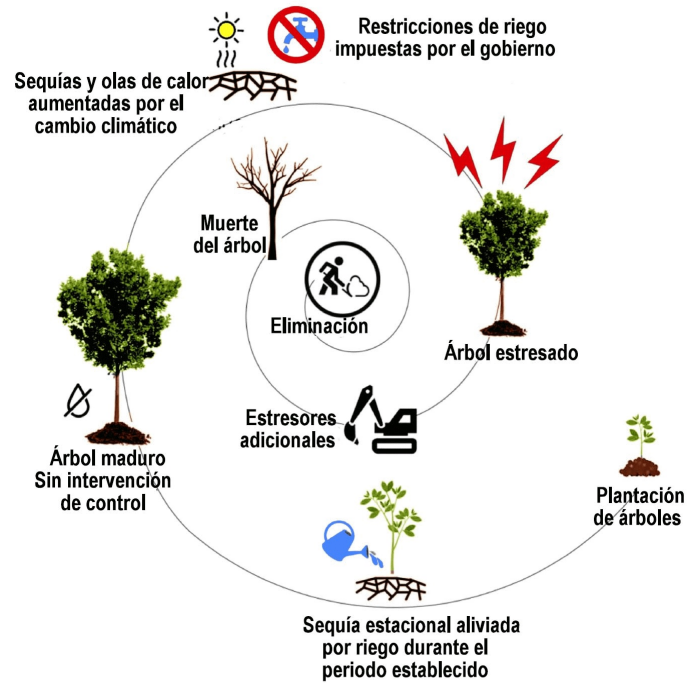 Restricciones de riego
impuestas por el gobierno
Sequías y olas de calor
aumentadas por el
cambio climático
Muerte
del árbol
Eliminación
Árbol estresado
Estresores
adicionales
Árbol maduro
Sin intervención
de control
Plantación
de árboles
Sequía estacional aliviada
por riego durante el
periodo establecido